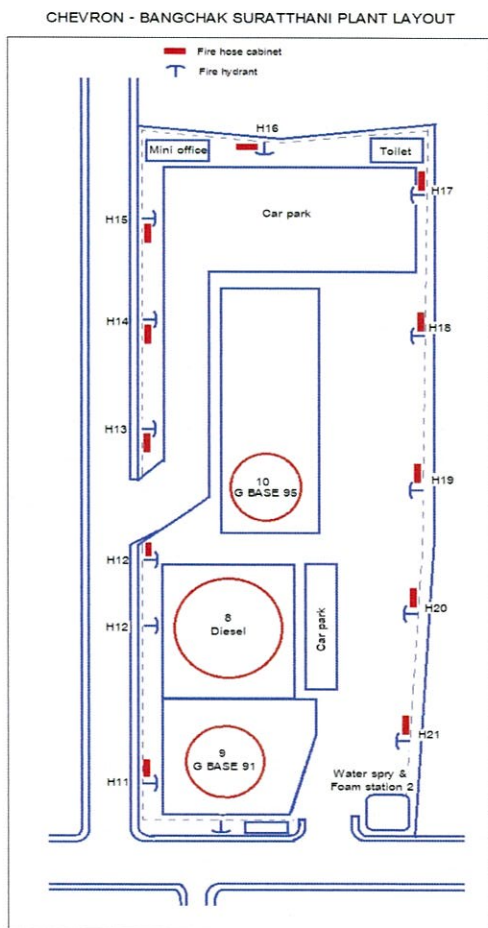 CHEVRON - BANGCHAK SURATTHANI PLANT LAYOUT
Fire hose cabinet
Fire hydrant
H16
Mini office
Toilet
H17
H15
Car park
H14
H18
H13
10
G BASE 95
H19
H12
8
Diesel
Car park
H20
H12
9
G BASE 91
H21
H11
Water spry &
Foam station 2